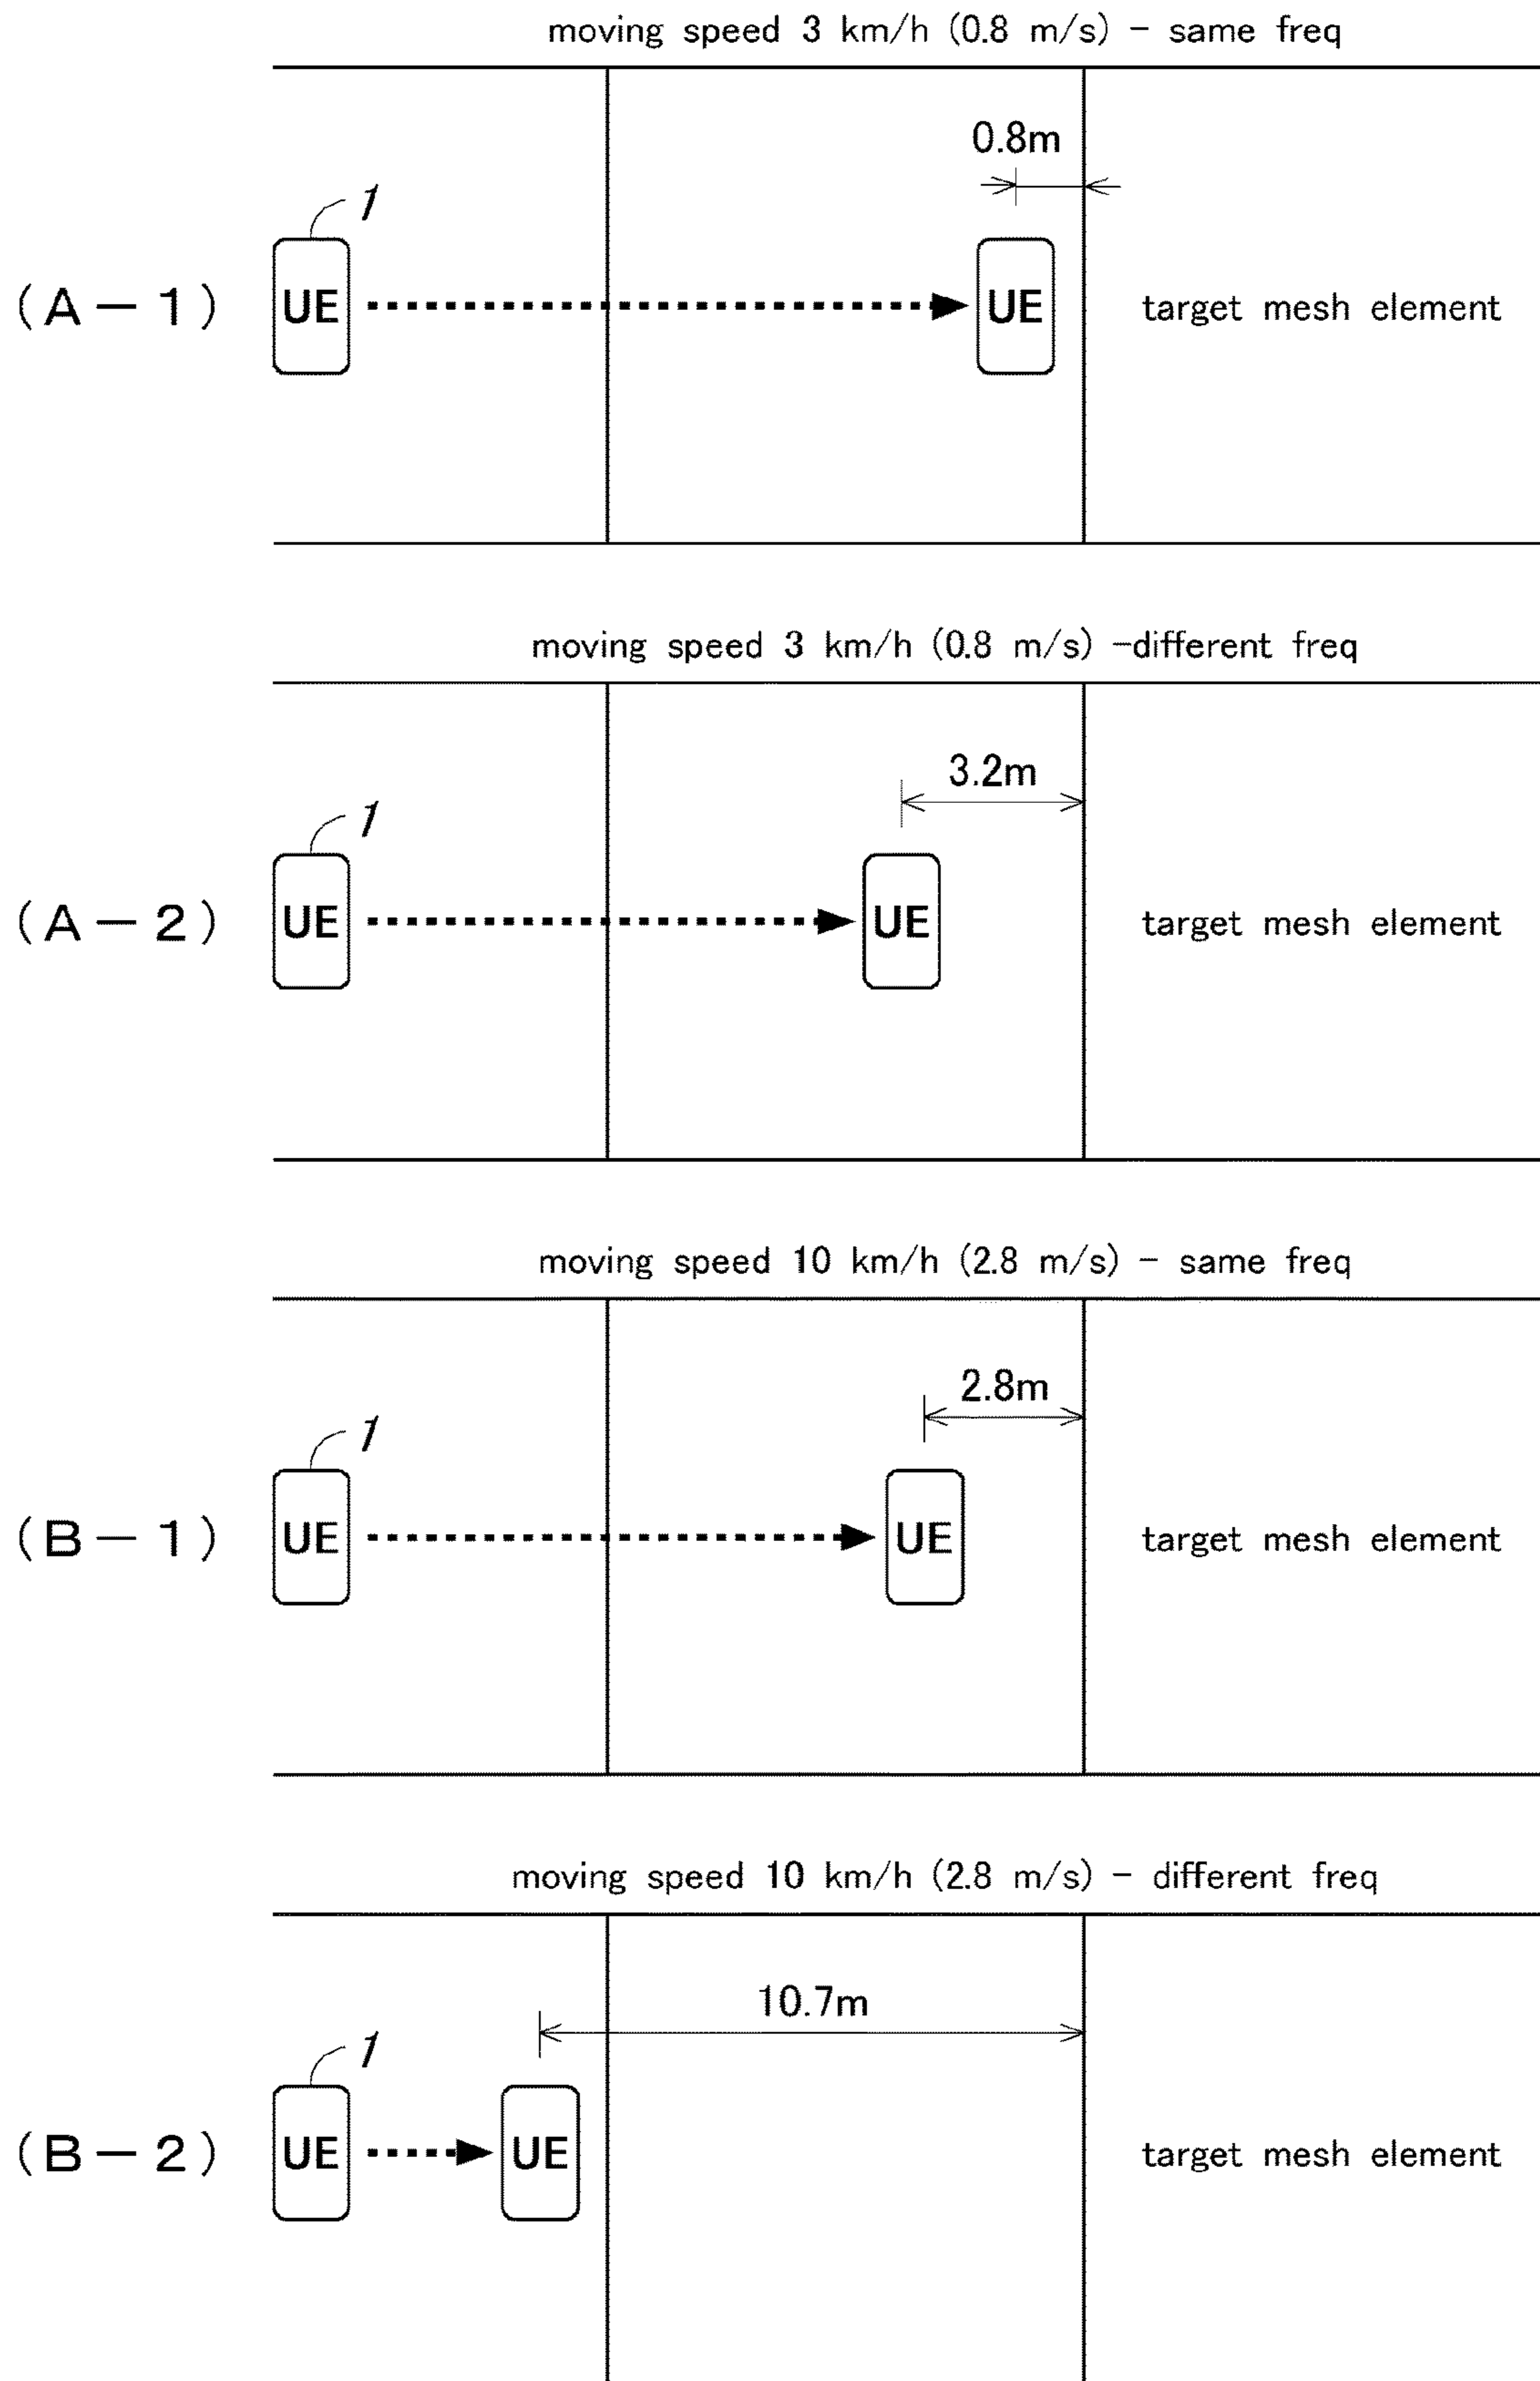 moving speed 3 km/h (0.8 m/s) - same freq
0.8m
1
(A-1) UE UE target mesh element
moving speed 3 km/h (0.8 m/s) -different freq
3.2m
1
(A-2) UE UE target mesh element
moving speed 10 km/h (2.8 m/s) - same freq
2.8m
1
(B-1) UE UE target mesh element
moving speed 10 km/h (2.8 m/s) - different freq
10.7m
1
(B-2) UE UE target mesh element